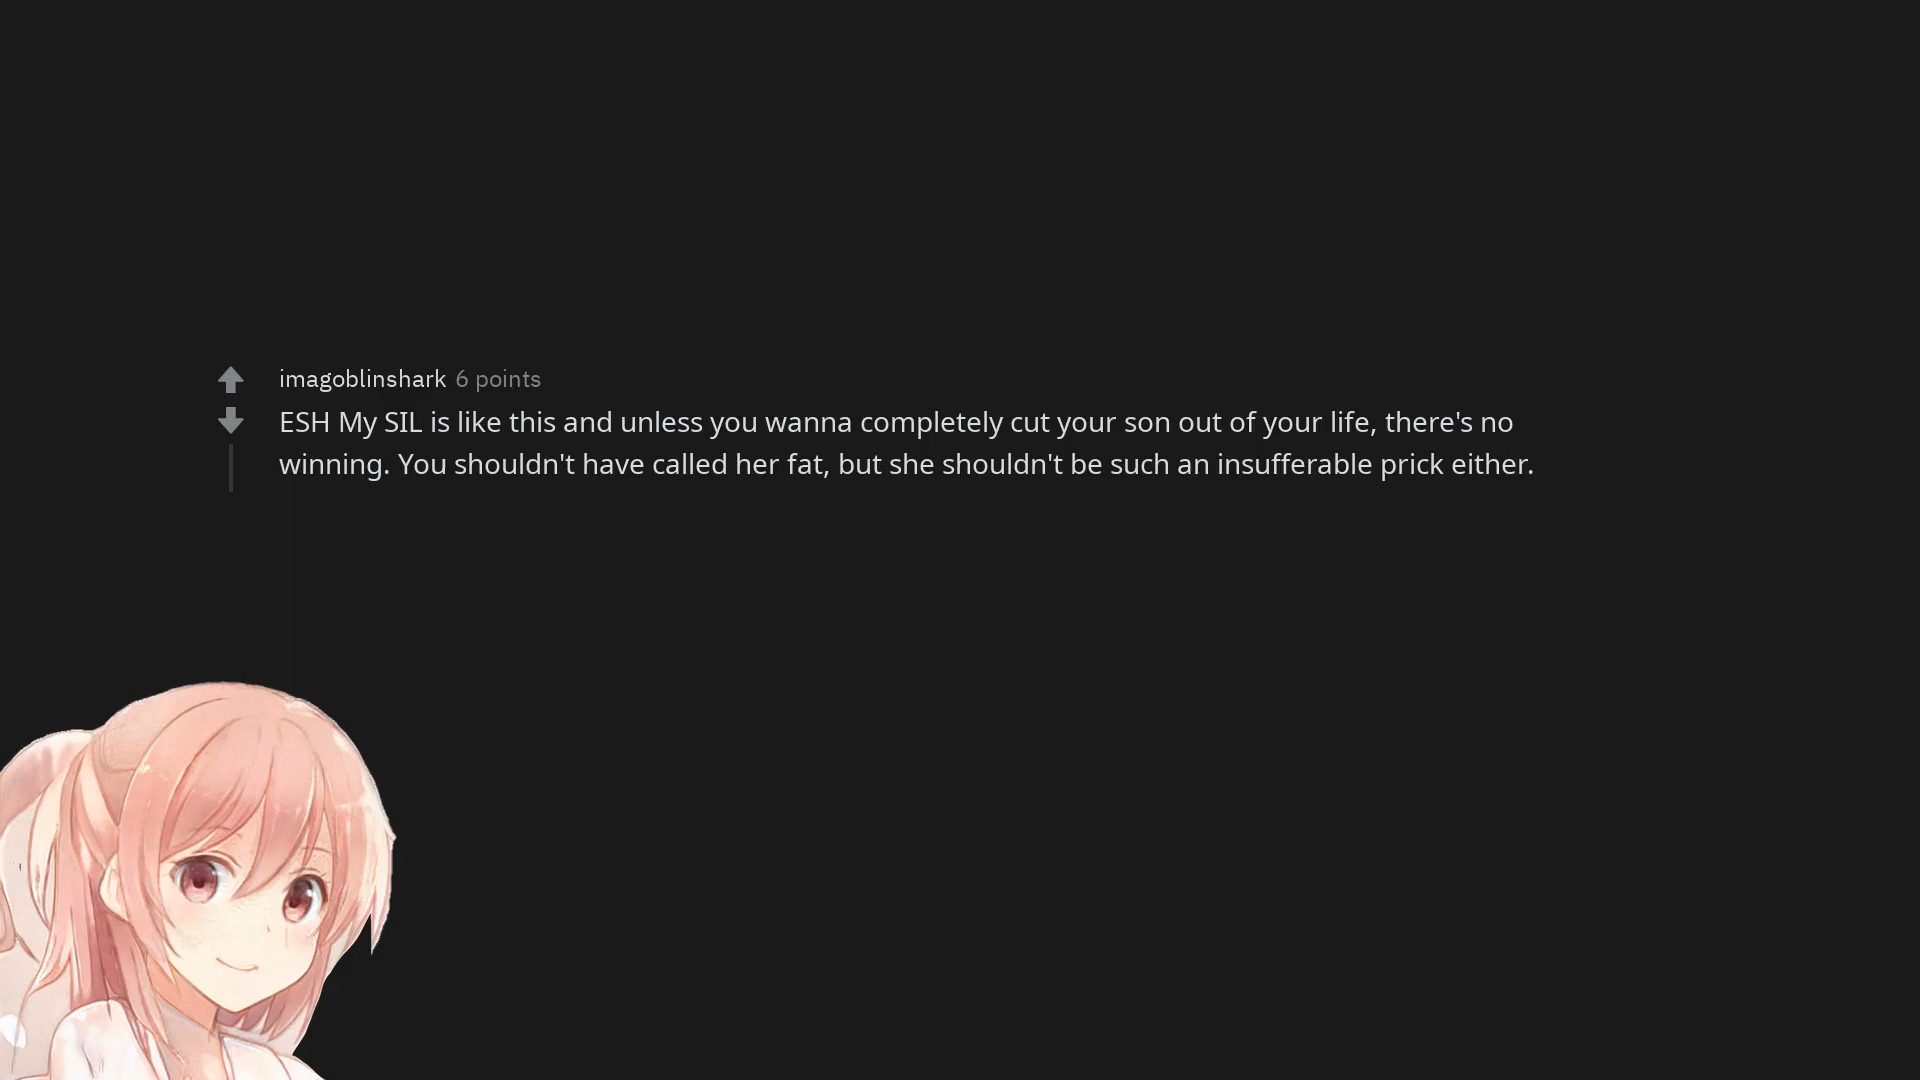 imagoblinshark 6 points
ESH My SIL is like this and unless you wanna completely cut your son out of your life, there's no
winning. You shouldn't have called her fat, but she shouldn't be such an insufferable prick either.